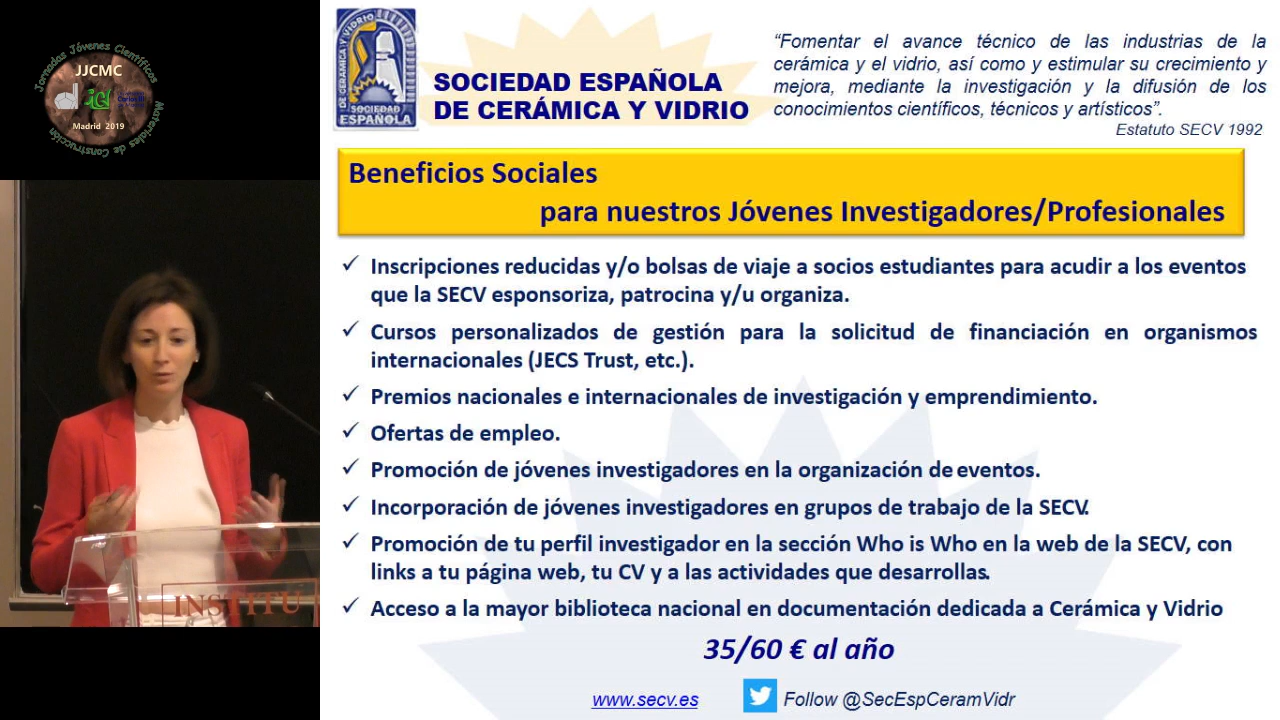 Jornadas Jóvenes Científicos
JJCMC
Madrid 2019
Materiales de Construcción
DE CERÁMICA Y VIDRIO
SOCIEDAD
ESPAÑOLA
SOCIEDAD ESPAÑOLA
DE CERÁMICA Y VIDRIO
“Fomentar el avance técnico de las industrias de la
cerámica y el vidrio, así como y estimular su crecimiento y
mejora, mediante la investigación y la difusión de los
conocimientos científicos, técnicos y artísticos”.
Estatuto SECV 1992
Beneficios Sociales
para nuestros Jóvenes Investigadores/Profesionales
✓ Inscripciones reducidas y/o bolsas de viaje a socios estudiantes para acudir a los eventos
que la SECV esponsoriza, patrocina y/u organiza.
✓ Cursos personalizados de gestión para la solicitud de financiación en organismos
internacionales (JECS Trust, etc.).
✓ Premios nacionales e internacionales de investigación y emprendimiento.
✓ Ofertas de empleo.
✓ Promoción de jóvenes investigadores en la organización de eventos.
✓ Incorporación de jóvenes investigadores en grupos de trabajo de la SECV.
✓ Promoción de tu perfil investigador en la sección Who is Who en la web de la SECV, con
links a tu página web, tu CV y a las actividades que desarrollas.
✓ Acceso a la mayor biblioteca nacional en documentación dedicada a Cerámica y Vidrio
35/60 € al año
www.secv.es
Follow @SecEspCeramVidr
INSTITU